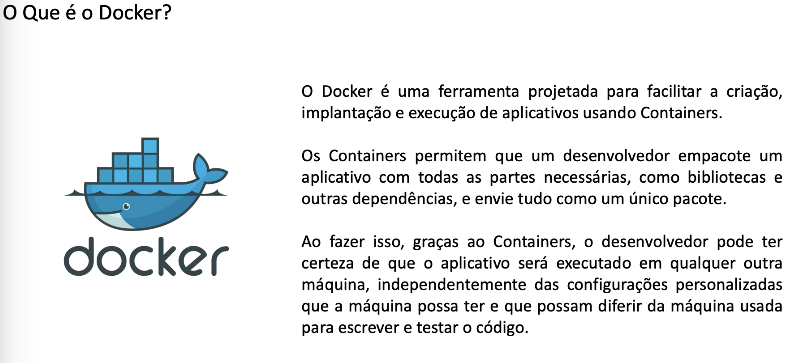 O Que é o Docker?
O Docker é uma ferramenta projetada para facilitar a criação,
implantação e execução de aplicativos usando Containers.
Os Containers permitem que um desenvolvedor empacote um
aplicativo com todas as partes necessárias, como bibliotecas e
outras dependências, e envie tudo como um único pacote.
docker
Ao fazer isso, graças ao Containers, o desenvolvedor pode ter
certeza de que o aplicativo será executado em qualquer outra
máquina, independentemente das configurações personalizadas
que a máquina possa ter e que possam diferir da máquina usada
para escrever e testar o código.